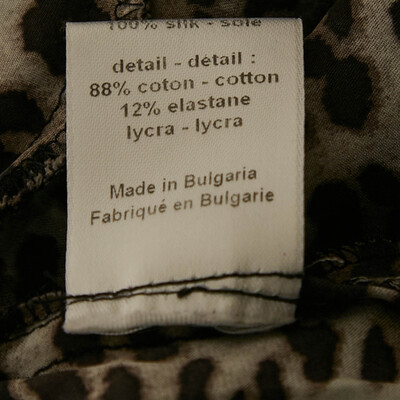 100% silk - soie
detail - détail :
88% coton - cotton
12% elastane
lycra - lycra
Made in Bulgaria
Fabriqué en Bulgarie